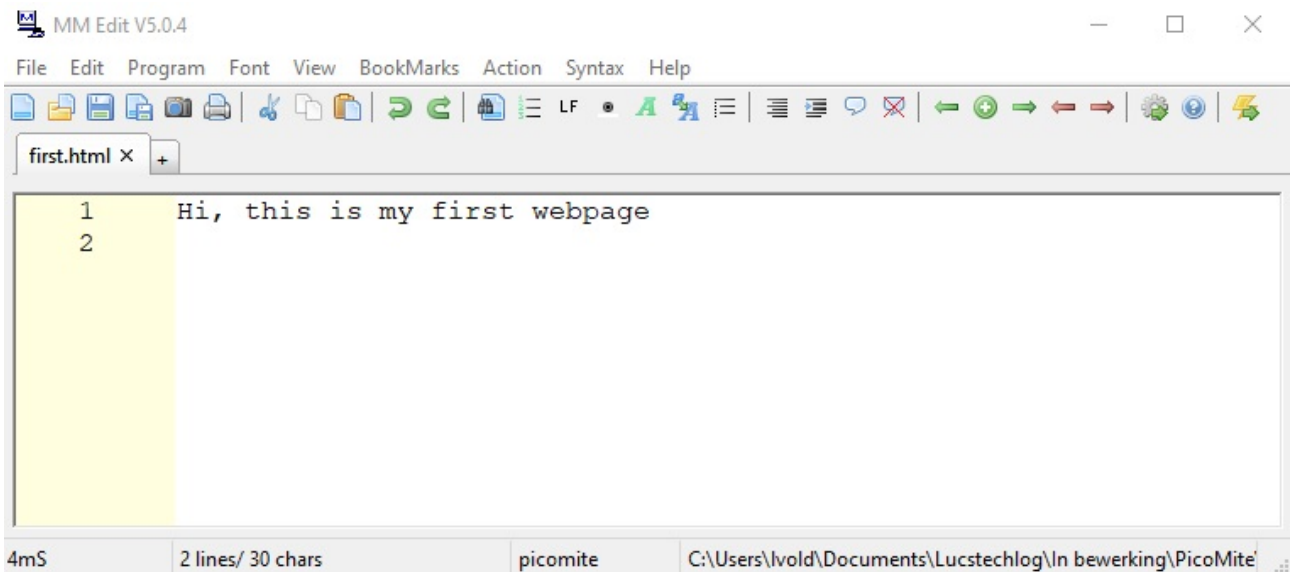 MM Edit V5.0.4
File Edit Program Font View BookMarks Action Syntax Help
LF A
first.html × +
1 Hi, this is my first webpage
2
4mS 2 lines/ 30 chars picomite C:\Users\lvold\Documents\Lucstechlog\In bewerking\PicoMite